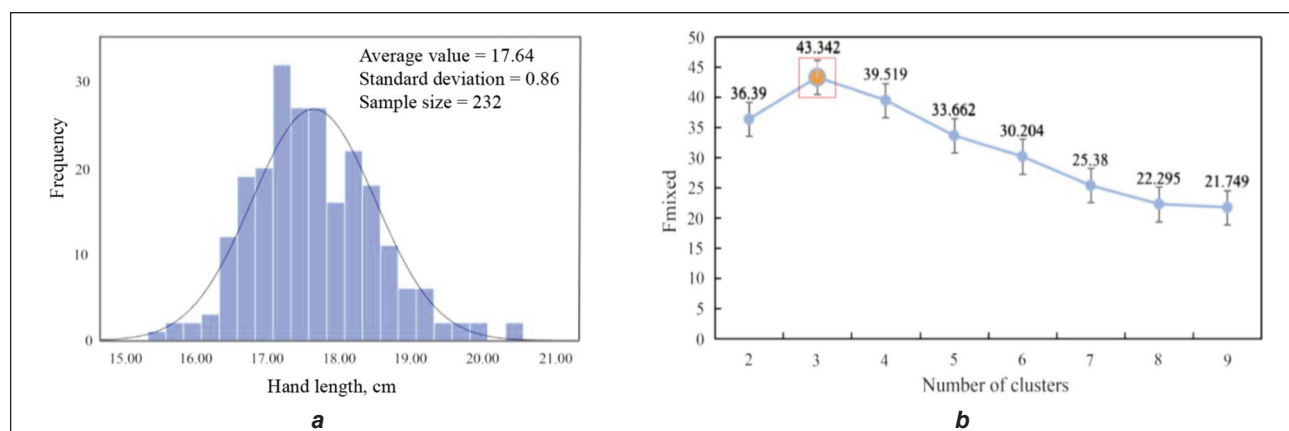 Average value = 17.64
Standard deviation = 0.86
Sample size = 232
Frequency
30
20
10
0
15.00 16.00 17.00 18.00 19.00 20.00 21.00
Hand length, cm
a
50
45
40
35
30
25
20
15
10
5
0
Fmixed
36.39
43.342
39.519
33.662
30.204
25.38
22.295
21.749
2 3 4 5 6 7 8 9
Number of clusters
b